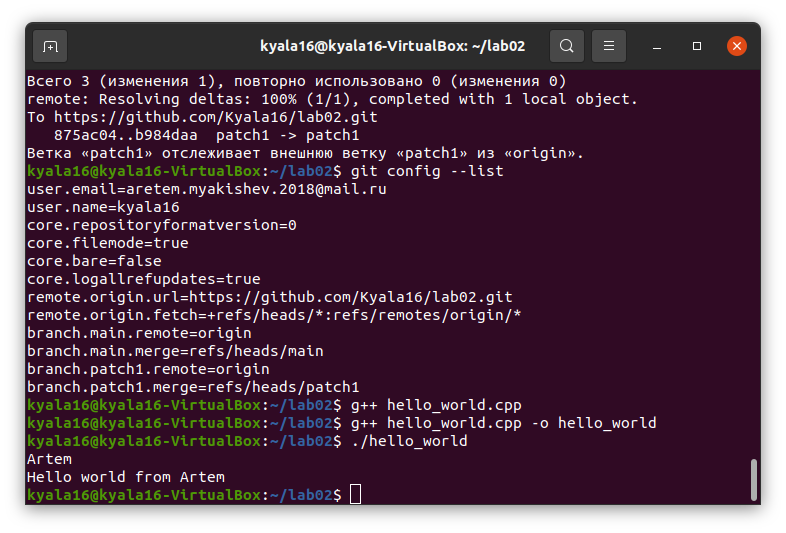 kyala16@kyala16-VirtualBox: ~/lab02
Всего 3 (изменения 1), повторно использовано 0 (изменения 0)
remote: Resolving deltas: 100% (1/1), completed with 1 local object.
To https://github.com/Kyala16/lab02.git
   875ac04..b984daa  patch1 -> patch1
Ветка «patch1» отслеживает внешнюю ветку «patch1» из «origin».
kyala16@kyala16-VirtualBox:~/lab02$ git config --list
user.email=aretem.myakishev.2018@mail.ru
user.name=kyala16
core.repositoryformatversion=0
core.filemode=true
core.bare=false
core.logallrefupdates=true
remote.origin.url=https://github.com/Kyala16/lab02.git
remote.origin.fetch=+refs/heads/*:refs/remotes/origin/*
branch.main.remote=origin
branch.main.merge=refs/heads/main
branch.patch1.remote=origin
branch.patch1.merge=refs/heads/patch1
kyala16@kyala16-VirtualBox:~/lab02$ g++ hello_world.cpp
kyala16@kyala16-VirtualBox:~/lab02$ g++ hello_world.cpp -o hello_world
kyala16@kyala16-VirtualBox:~/lab02$ ./hello_world
Artem
Hello world from Artem
kyala16@kyala16-VirtualBox:~/lab02$